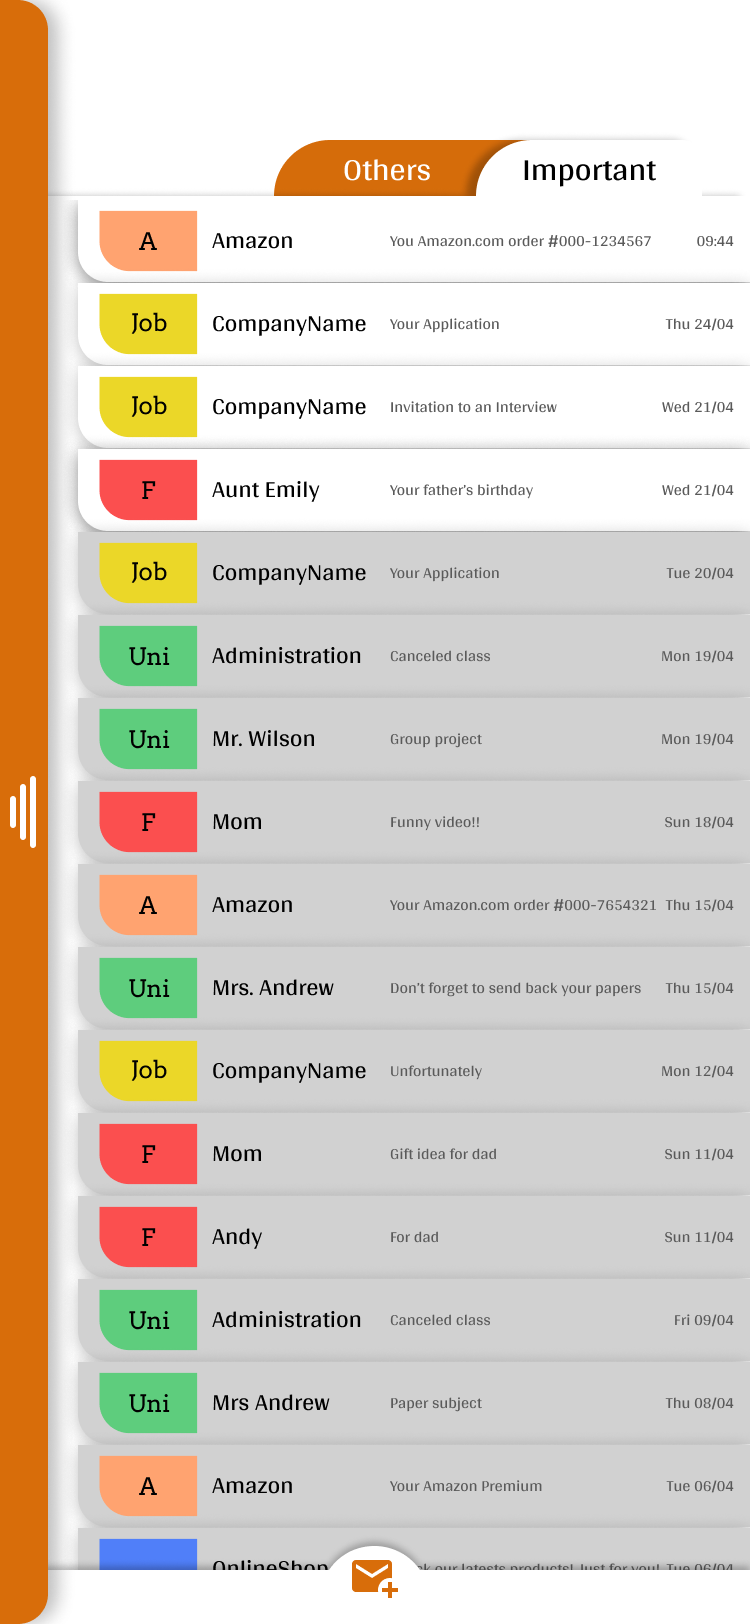 Others Important
A Amazon You Amazon.com order #000-1234567 09:44
Job CompanyName Your Application Thu 24/04
Job CompanyName Invitation to an Interview Wed 21/04
F Aunt Emily Your father's birthday Wed 21/04
Job CompanyName Your Application Tue 20/04
Uni Administration Canceled class Mon 19/04
Uni Mr. Wilson Group project Mon 19/04
F Mom Funny video!! Sun 18/04
A Amazon Your Amazon.com order #000-7654321 Thu 15/04
Uni Mrs. Andrew Don't forget to send back your papers Thu 15/04
Job CompanyName Unfortunately Mon 12/04
F Mom Gift idea for dad Sun 11/04
F Andy For dad Sun 11/04
Uni Administration Canceled class Fri 09/04
Uni Mrs Andrew Paper subject Thu 08/04
A Amazon Your Amazon Premium Tue 06/04
OnlineShop our latests products! Just for you! Tue 06/04